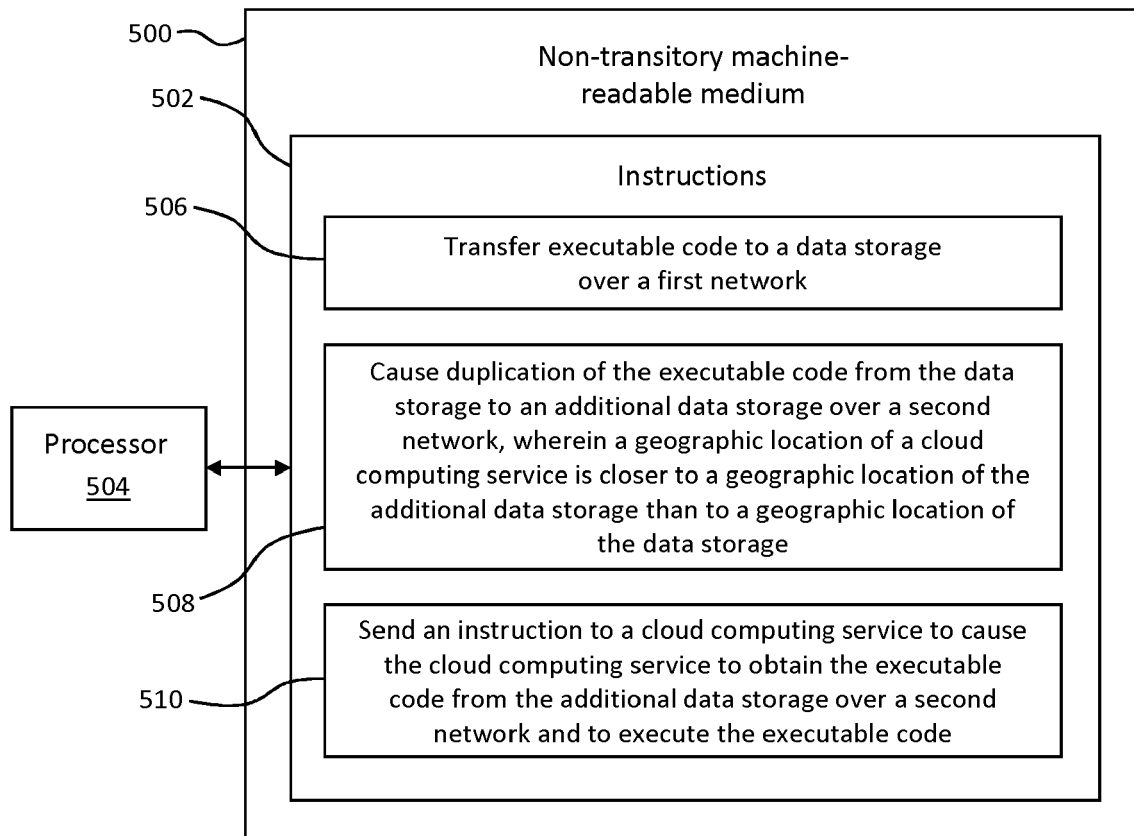 500
Non-transitory machine-
readable medium
502
Instructions
506
Transfer executable code to a data storage
over a first network
Cause duplication of the executable code from the data
storage to an additional data storage over a second
network, wherein a geographic location of a cloud
computing service is closer to a geographic location of the
additional data storage than to a geographic location of
the data storage
Processor
504
508
Send an instruction to a cloud computing service to cause
the cloud computing service to obtain the executable
code from the additional data storage over a second
network and to execute the executable code
510